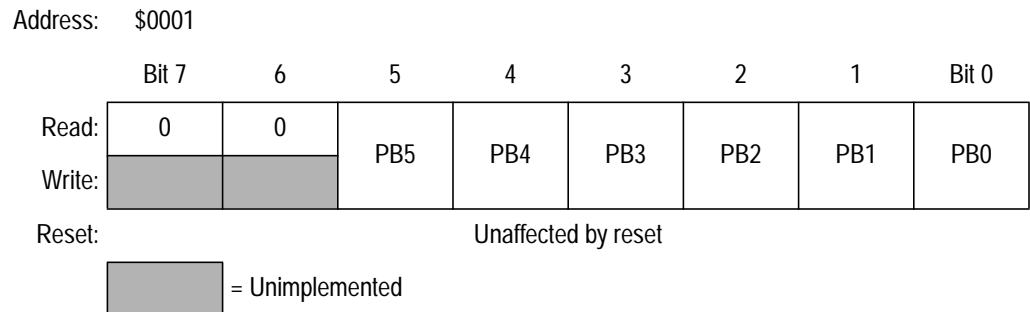 Address: $0001
Bit 7 6 5 4 3 2 1 Bit 0
Read: 0 0 PB5 PB4 PB3 PB2 PB1 PB0
Write:
Reset: Unaffected by reset
= Unimplemented